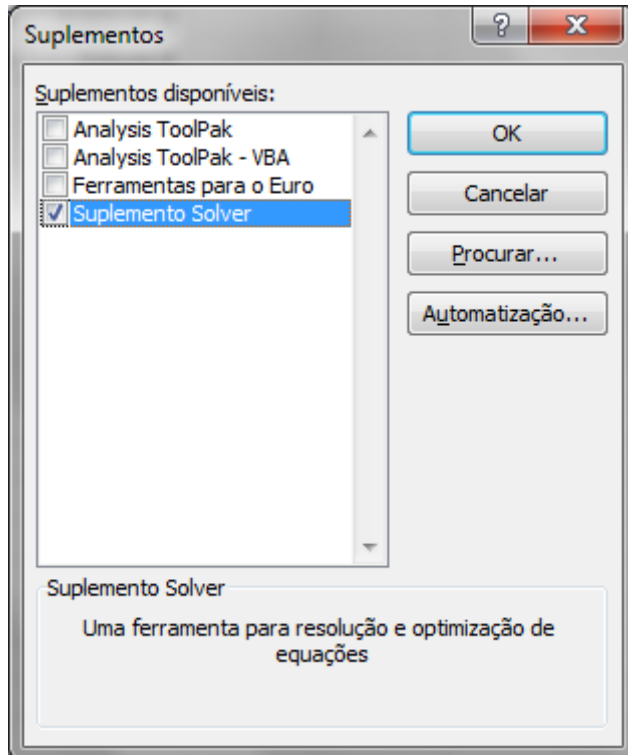 Suplementos
Suplementos disponíveis:
Analysis ToolPak
Analysis ToolPak - VBA
Ferramentas para o Euro
Suplemento Solver
OK
Cancelar
Procurar...
Automatização...
Suplemento Solver
Uma ferramenta para resolução e optimização de
equações